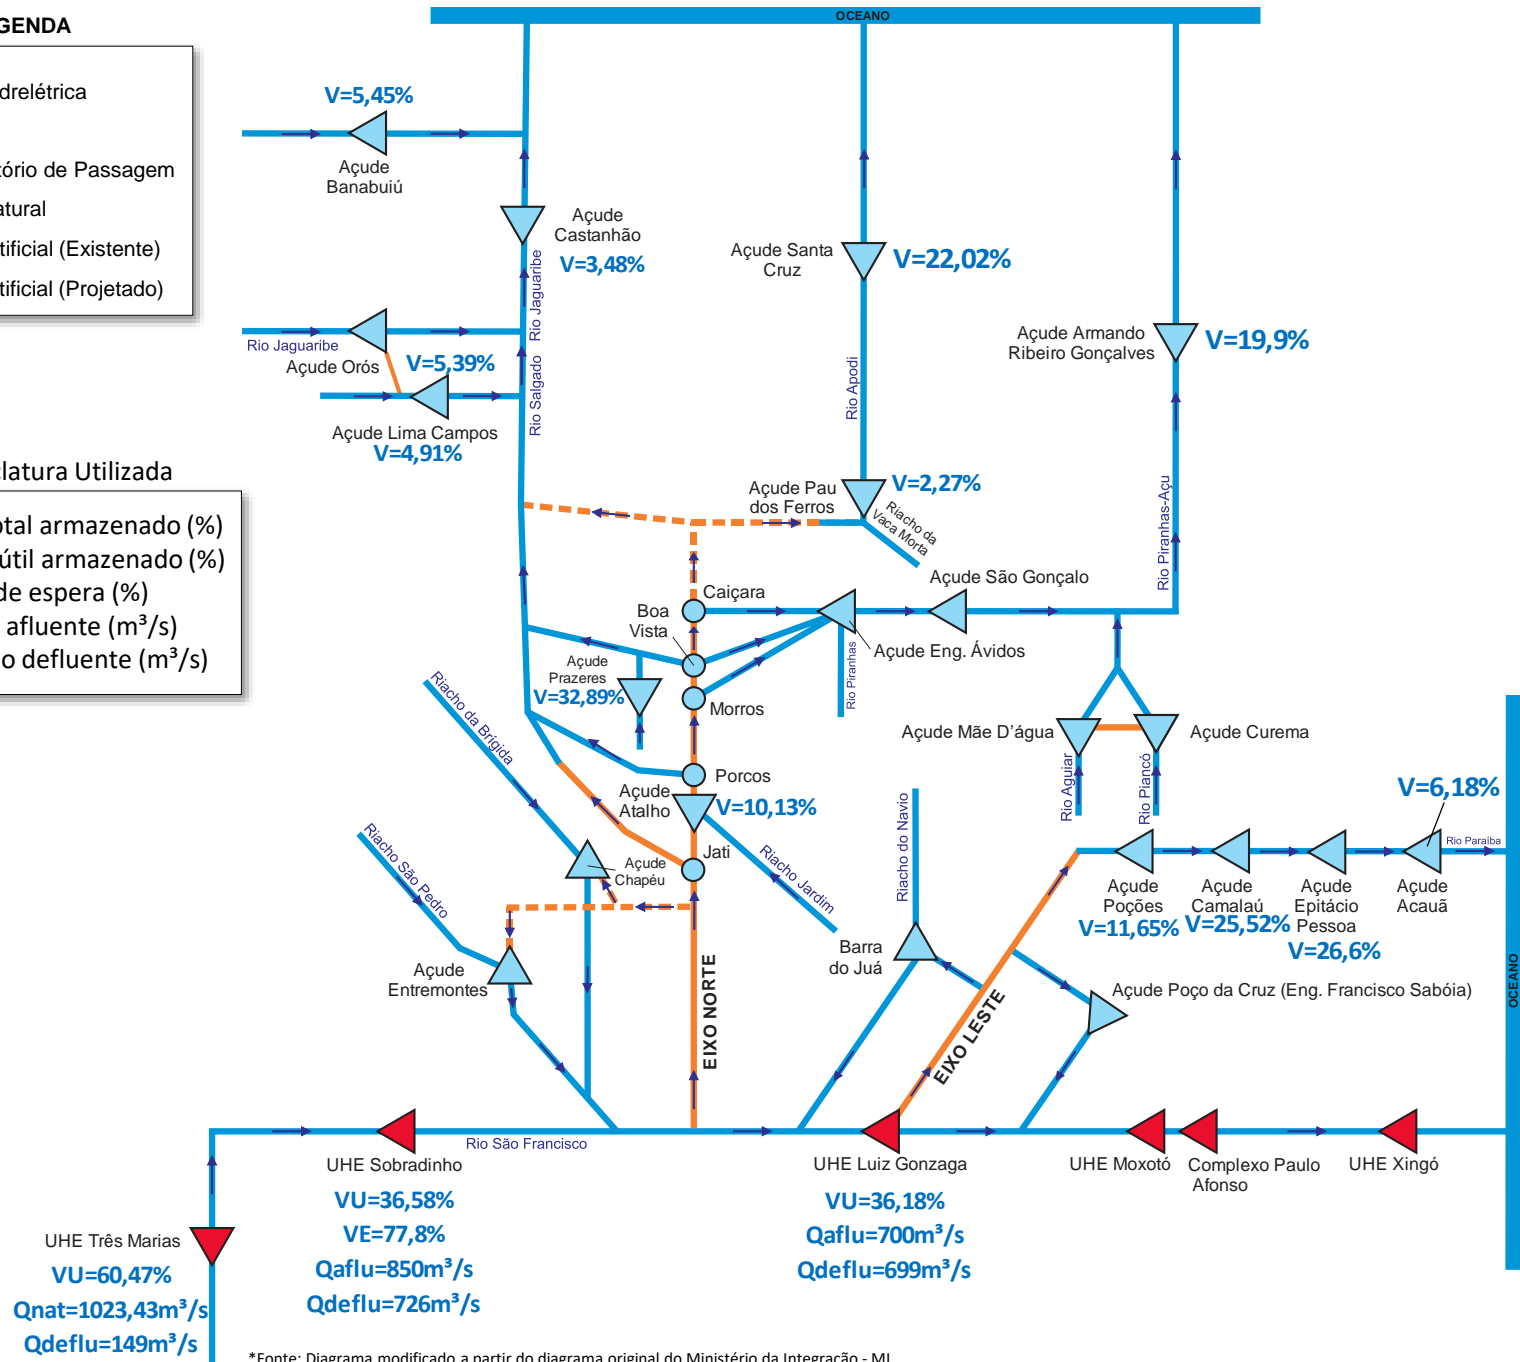 OCEANO
GENDA
drelétrica
tório de Passagem
atural
tificial (Existente)
tificial (Projetado)
V=5,45%
Açude
Banabuiú
Açude
Castanhão
V=3,48%
Rio Jaguaribe
Açude Santa
Cruz
V=22,02%
Açude Armando
Ribeiro Gonçalves
V=19,9%
Rio Jaguaribe
Açude Orós
V=5,39%
Rio Salgado
Rio Apodi
Açude Lima Campos
V=4,91%
clatura Utilizada
otal armazenado (%)
útil armazenado (%)
de espera (%)
afluente (m³/s)
o defluente (m³/s)
Açude Pau
dos Ferros
V=2,27%
Riacho da
Vaca Morta
Rio Piranhas-Açu
Açude São Gonçalo
Caiçara
Boa
Vista
Açude Eng. Ávidos
Rio Piranhas
Açude
Prazeres
V=32,89%
Morros
Riacho da Brígida
Açude Mãe D'água
Açude Curema
Rio Aguiar
Rio Piancó
Porcos
Açude
Atalho
V=10,13%
V=6,18%
Riacho do Navio
Rio Paraiba
Jati
Açude
Chapéu
Riacho Jardim
Riacho São Pedro
Açude
Poções
V=11,65%
Açude
Camalaú
V=25,52%
Açude
Epitácio
Pessoa
V=26,6%
Açude
Acauã
Barra
do Juá
Açude
Entremontes
EIXO NORTE
EIXO LESTE
Açude Poço da Cruz (Eng. Francisco Sabóia)
OCEANO
Rio São Francisco
UHE Sobradinho
VU=36,58%
VE=77,8%
Qaflu=850m³/s
Qdeflu=726m³/s
UHE Luiz Gonzaga
VU=36,18%
Qaflu=700m³/s
Qdeflu=699m³/s
UHE Moxotó
Complexo Paulo
Afonso
UHE Xingó
UHE Três Marias
VU=60,47%
Qnat=1023,43m³/s
Qdeflu=149m³/s
*Fonte: Diagrama modificado a partir do diagrama original do Ministério da Integração - MI